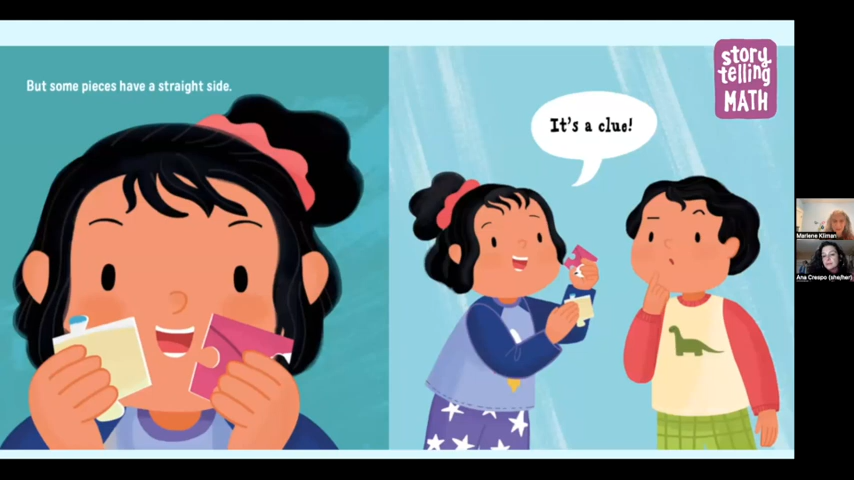 But some pieces have a straight side.
It's a clue!
story
telling
MATH
Marlene Kliman
Ana Crespo (she/her)